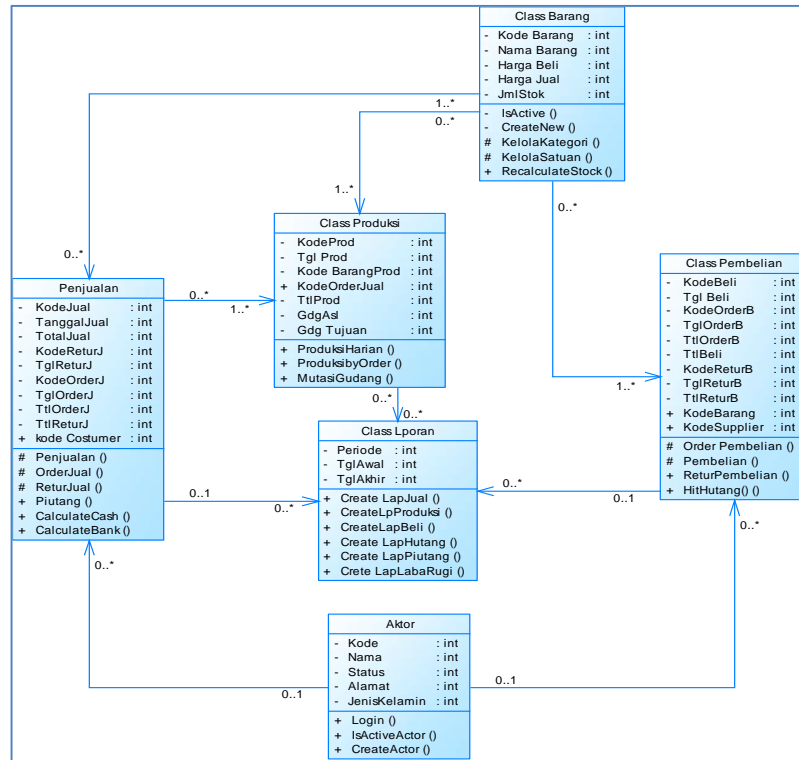 Class Barang
- Kode Barang : int
- Nama Barang : int
- Harga Beli : int
- Harga Jual : int
- JmlStok : int
- IsActive ()
- CreateNew ()
# KelolaKategori ()
# KelolaSatuan ()
+ RecalculateStock ()
1..*
0..*
1..*
0..*
0..*
1..*
Class Produksi
- KodeProd : int
- Tgl Prod : int
- Kode BarangProd : int
+ KodeOrderJual : int
- TtlProd : int
- GdgAsl : int
- Gdg Tujuan : int
+ ProduksiHarian ()
+ ProduksibyOrder ()
+ MutasiGudang ()
Penjualan
- KodeJual : int
- TanggalJual : int
- TotalJual : int
- KodeReturJ : int
- TglReturJ : int
- KodeOrderJ : int
- TglOrderJ : int
- TtlOrderJ : int
- TtlReturJ : int
+ kode Costumer : int
# Penjualan ()
# OrderJual ()
# ReturJual ()
+ Piutang ()
+ CalculateCash ()
+ CalculateBank ()
0..*
1..*
Class Pembelian
- KodeBeli : int
- Tgl Beli : int
- KodeOrderB : int
- TglOrderB : int
- TtlOrderB : int
- TtlBeli : int
- KodeReturB : int
- TglReturB : int
- TtlReturB : int
+ KodeBarang : int
+ KodeSupplier : int
# Order Pembelian ()
# Pembelian ()
+ ReturPembelian ()
+ HitHutang() ()
0..*
0..*
Class Lporan
- Periode : int
- TglAwal : int
- TglAkhir : int
+ Create LapJual ()
+ CreateLpProduksi ()
+ CreateLapBeli ()
+ Create LapHutang ()
+ Create LapPiutang ()
+ Crete LapLabaRugi ()
0..1
0..*
0..*
0..1
0..*
0..*
Aktor
- Kode : int
- Nama : int
- Status : int
- Alamat : int
- JenisKelamin : int
+ Login ()
+ IsActiveActor ()
+ CreateActor ()
0..1
0..1